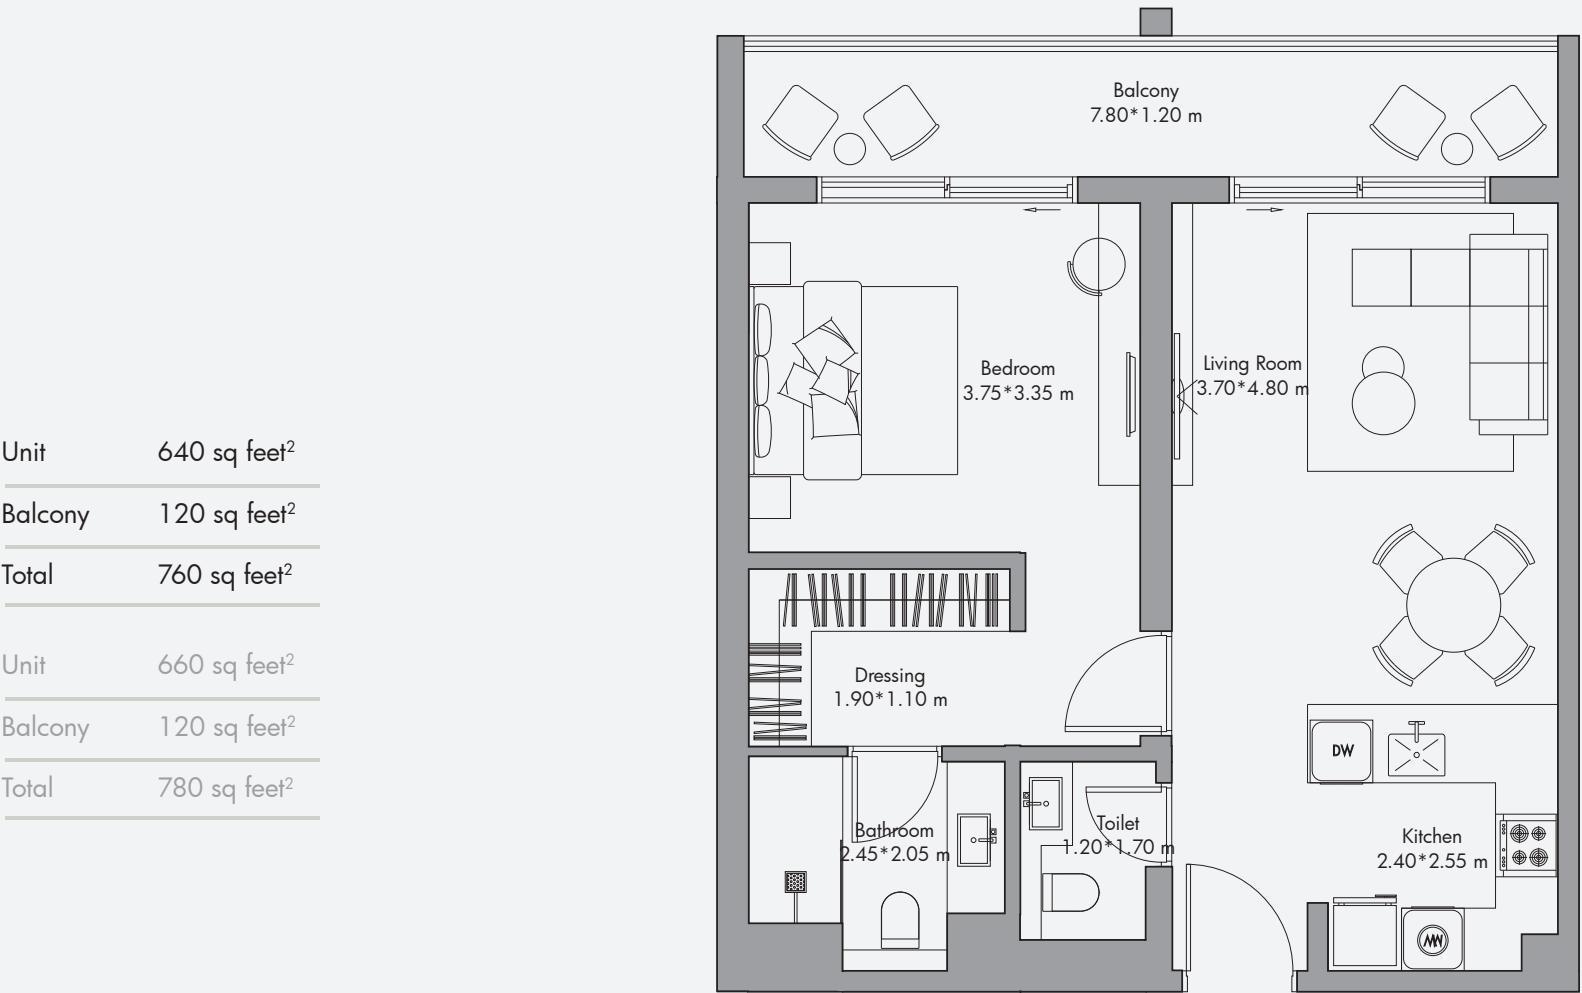 Unit 640 sq feet²
Balcony 120 sq feet²
Total 760 sq feet²
Unit 660 sq feet²
Balcony 120 sq feet²
Total 780 sq feet²
Balcony
7.80*1.20 m
Bedroom
3.75*3.35 m
Living Room
3.70*4.80 m
Dressing
1.90*1.10 m
DW
Bathroom
2.45*2.05 m
Toilet
1.20*1.70 m
Kitchen
2.40*2.55 m
MW